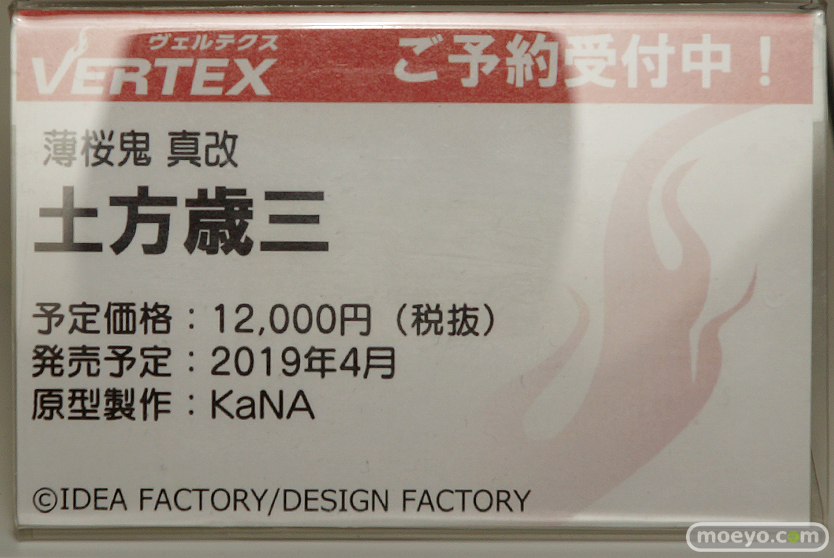 ヴェルテクス
VERTEX
ご予約受付中！
薄桜鬼 真改
土方歳三
予定価格：12,000円（税抜）
発売予定：2019年4月
原型製作：KaNA
©IDEA FACTORY/DESIGN FACTORY
moeyo.com